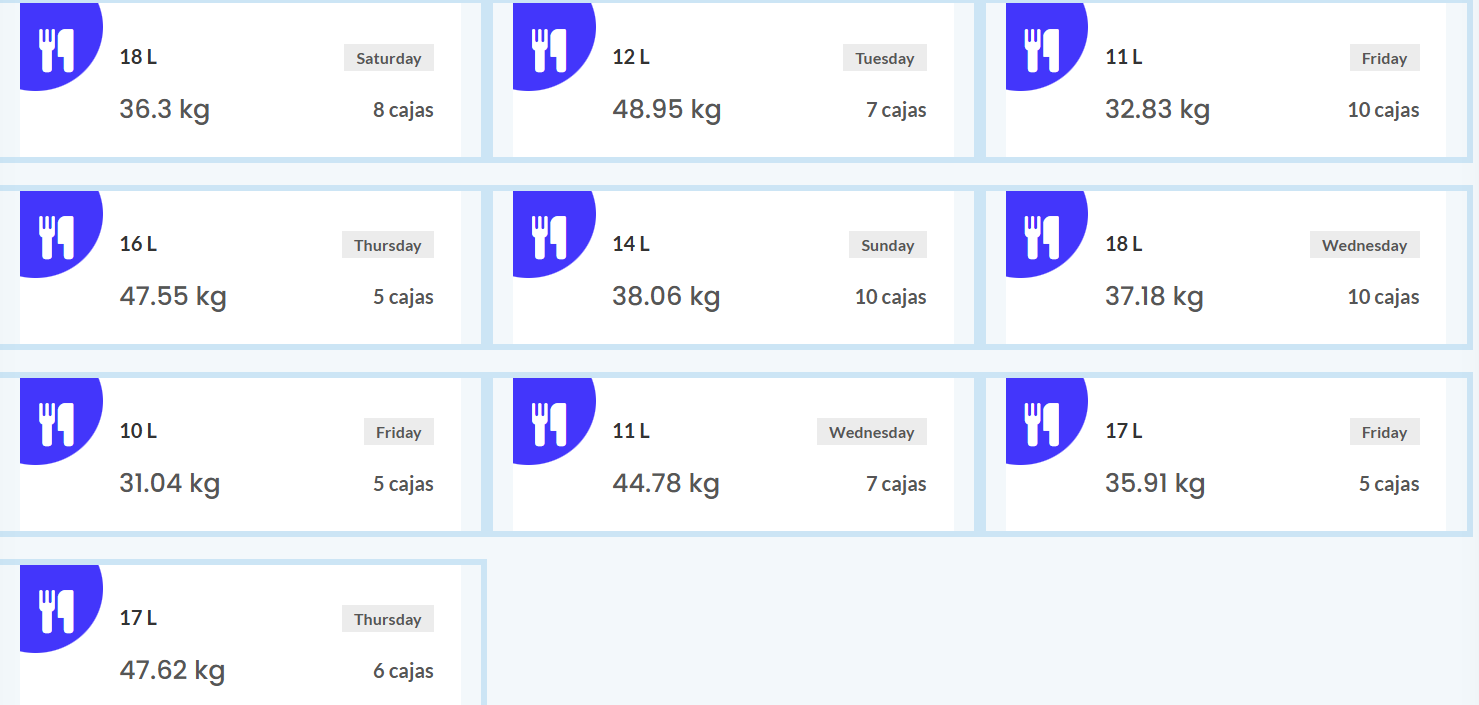 18 L Saturday
36.3 kg 8 cajas
12 L Tuesday
48.95 kg 7 cajas
11 L Friday
32.83 kg 10 cajas
16 L Thursday
47.55 kg 5 cajas
14 L Sunday
38.06 kg 10 cajas
18 L Wednesday
37.18 kg 10 cajas
10 L Friday
31.04 kg 5 cajas
11 L Wednesday
44.78 kg 7 cajas
17 L Friday
35.91 kg 5 cajas
17 L Thursday
47.62 kg 6 cajas